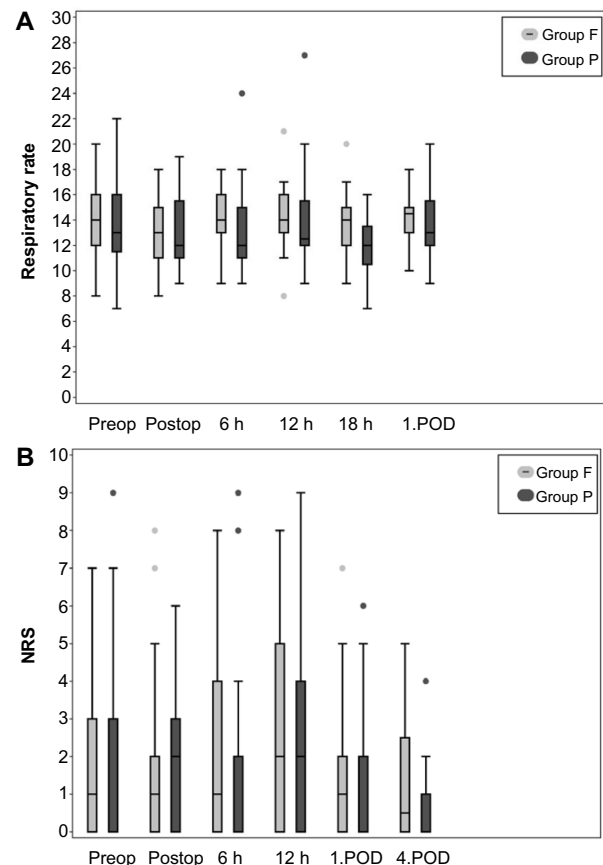 A
Respiratory rate
30
28
26
24
22
20
18
16
14
12
10
8
6
4
2
0
Group F
Group P
Preop Postop 6 h 12 h 18 h 1.POD
B
NRS
10
9
8
7
6
5
4
3
2
1
0
Group F
Group P
Preop Postop 6 h 12 h 1.POD 4.POD